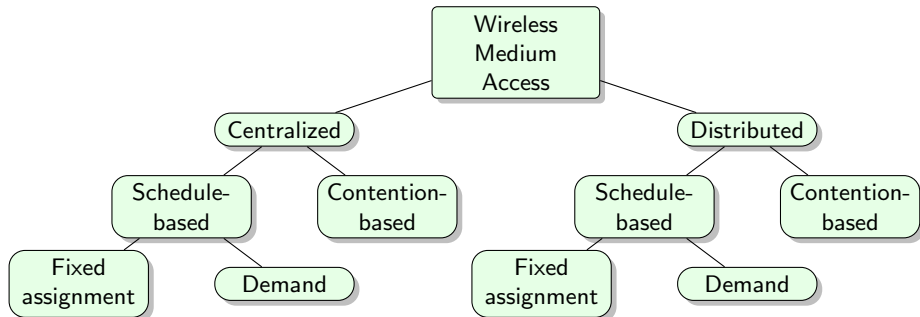 Wireless
Medium
Access
Centralized
Distributed
Schedule-
based
Contention-
based
Schedule-
based
Contention-
based
Fixed
assignment
Demand
Fixed
assignment
Demand